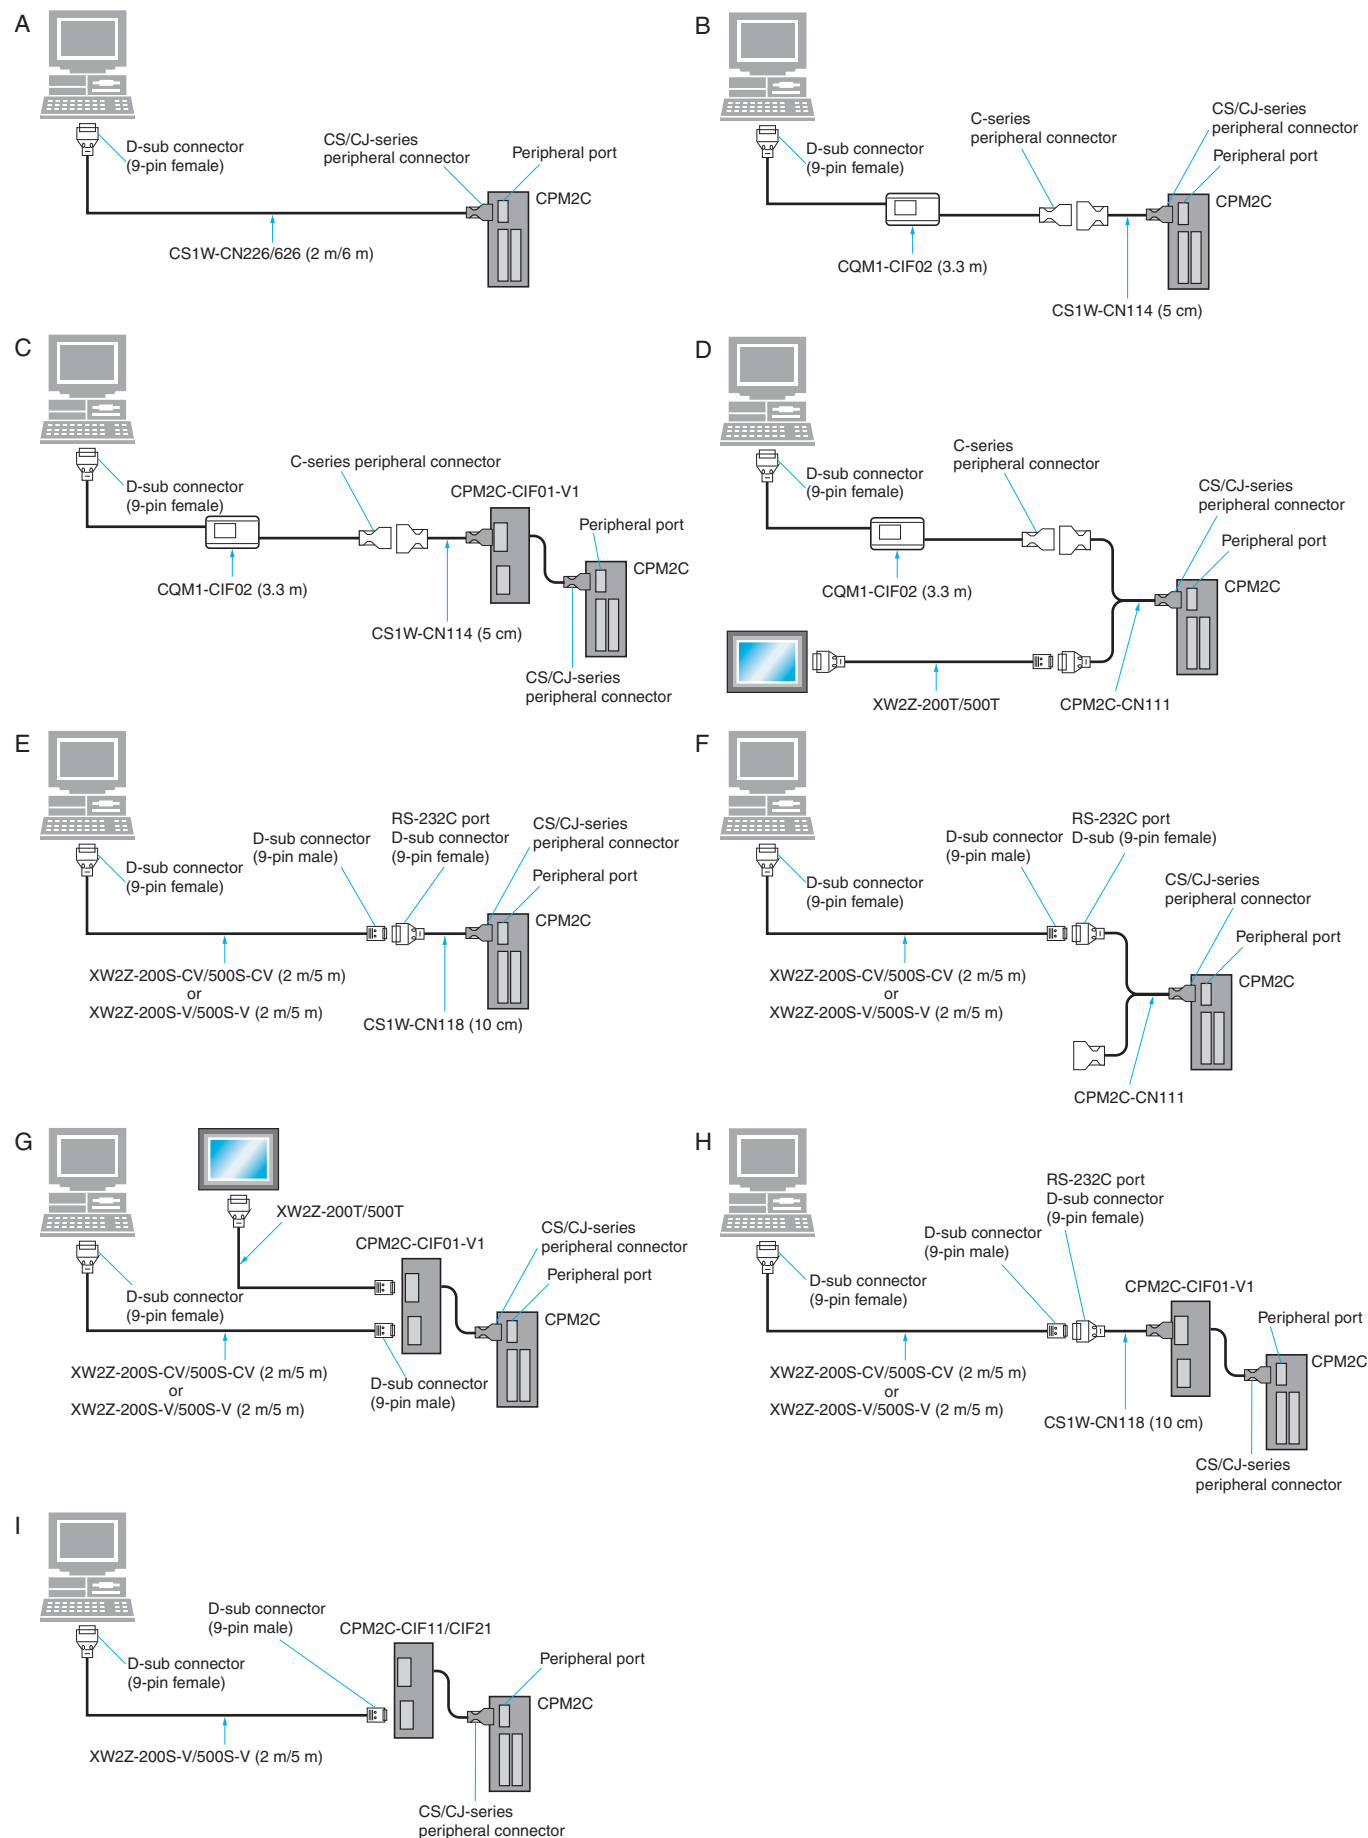 A
D-sub connector
(9-pin female)
CS/CJ-series
peripheral connector
Peripheral port
CPM2C
CS1W-CN226/626 (2 m/6 m)
B
D-sub connector
(9-pin female)
C-series
peripheral connector
CS/CJ-series
peripheral connector
Peripheral port
CPM2C
CQM1-CIF02 (3.3 m)
CS1W-CN114 (5 cm)
C
D-sub connector
(9-pin female)
C-series peripheral connector
CPM2C-CIF01-V1
Peripheral port
CPM2C
CQM1-CIF02 (3.3 m)
CS1W-CN114 (5 cm)
CS/CJ-series
peripheral connector
D
D-sub connector
(9-pin female)
C-series
peripheral connector
CS/CJ-series
peripheral connector
Peripheral port
CPM2C
CQM1-CIF02 (3.3 m)
XW2Z-200T/500T
CPM2C-CN111
E
D-sub connector
(9-pin female)
D-sub connector
(9-pin male)
RS-232C port
D-sub connector
(9-pin female)
CS/CJ-series
peripheral connector
Peripheral port
CPM2C
XW2Z-200S-CV/500S-CV (2 m/5 m)
or
XW2Z-200S-V/500S-V (2 m/5 m)
CS1W-CN118 (10 cm)
F
D-sub connector
(9-pin female)
D-sub connector
(9-pin male)
RS-232C port
D-sub (9-pin female)
CS/CJ-series
peripheral connector
Peripheral port
CPM2C
XW2Z-200S-CV/500S-CV (2 m/5 m)
or
XW2Z-200S-V/500S-V (2 m/5 m)
CPM2C-CN111
G
XW2Z-200T/500T
CPM2C-CIF01-V1
CS/CJ-series
peripheral connector
Peripheral port
CPM2C
D-sub connector
(9-pin female)
XW2Z-200S-CV/500S-CV (2 m/5 m)
or
XW2Z-200S-V/500S-V (2 m/5 m)
D-sub connector
(9-pin male)
H
D-sub connector
(9-pin female)
D-sub connector
(9-pin male)
RS-232C port
D-sub connector
(9-pin female)
CPM2C-CIF01-V1
Peripheral port
CPM2C
XW2Z-200S-CV/500S-CV (2 m/5 m)
or
XW2Z-200S-V/500S-V (2 m/5 m)
CS1W-CN118 (10 cm)
CS/CJ-series
peripheral connector
I
D-sub connector
(9-pin female)
D-sub connector
(9-pin male)
CPM2C-CIF11/CIF21
Peripheral port
CPM2C
XW2Z-200S-V/500S-V (2 m/5 m)
CS/CJ-series
peripheral connector